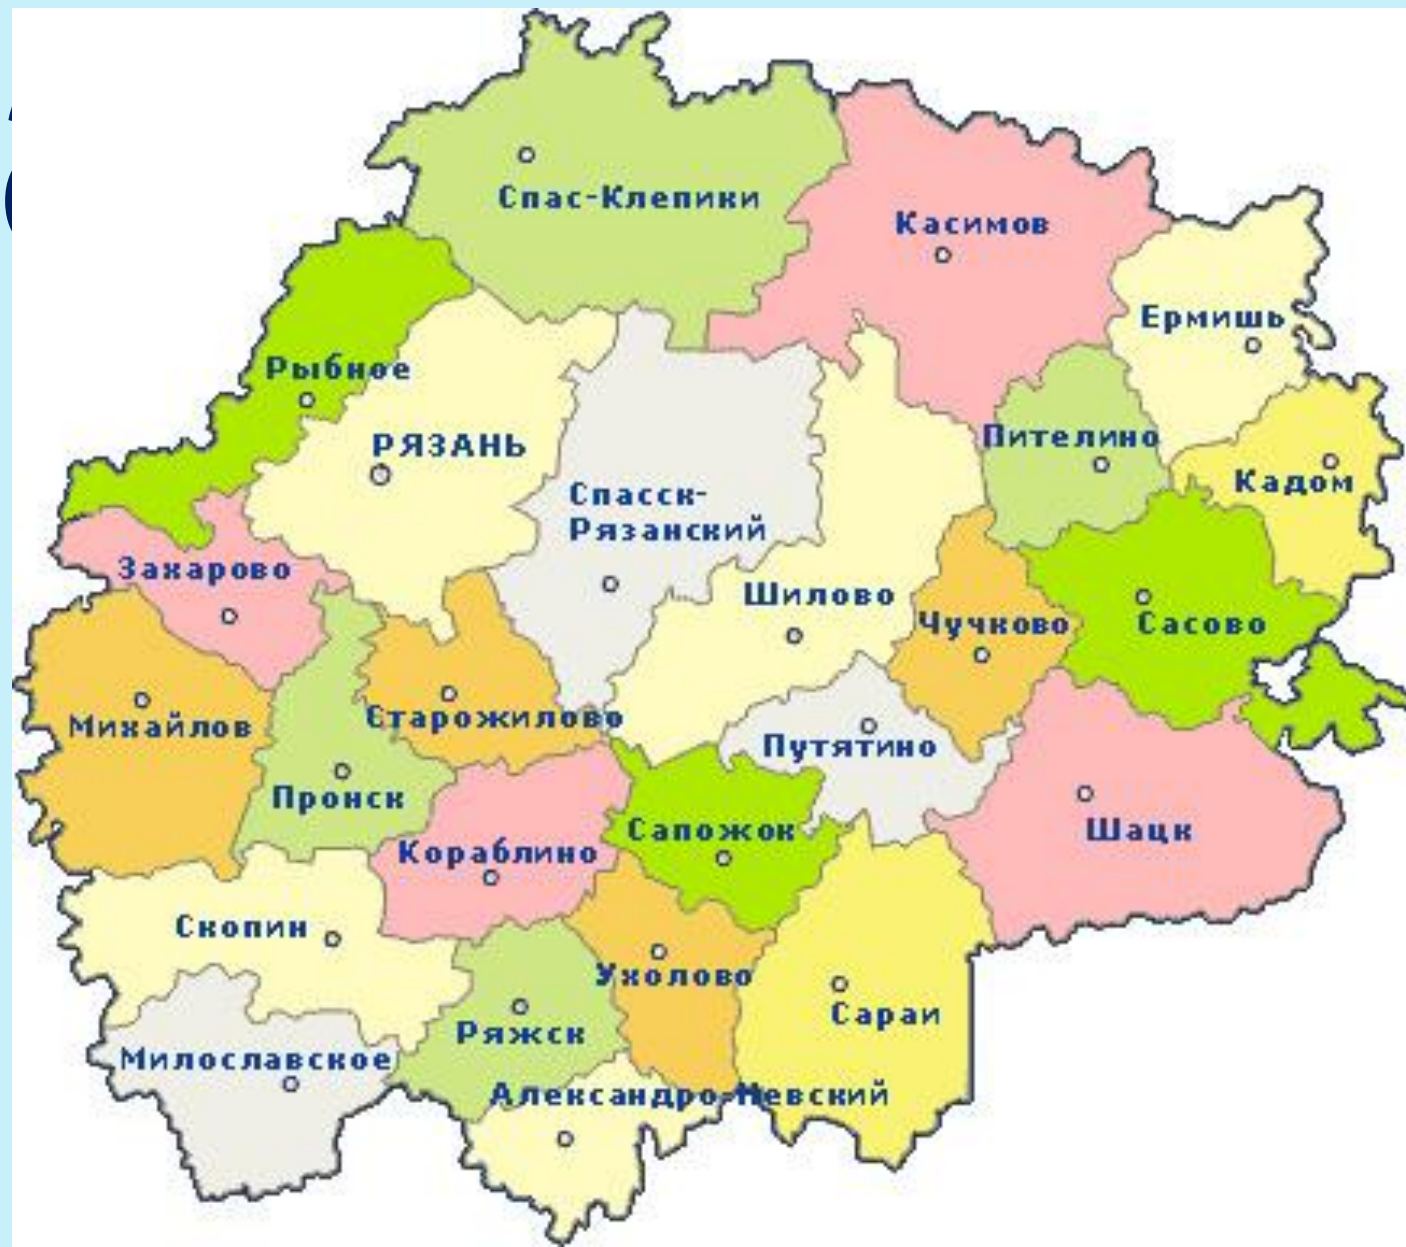 Спас-Клепики
Касимов
Ермишь
Рыбное
РЯЗАНЬ
Пителино
Кадом
Спасск-
Рязанский
Захарово
Шилово
Чучково
Сасово
Михайлов
Старожилово
Путятино
Пронск
Кораблино
Сапожок
Шацк
Скопин
Ухолово
Сараи
Ряжск
Милославское
Александро-Невский